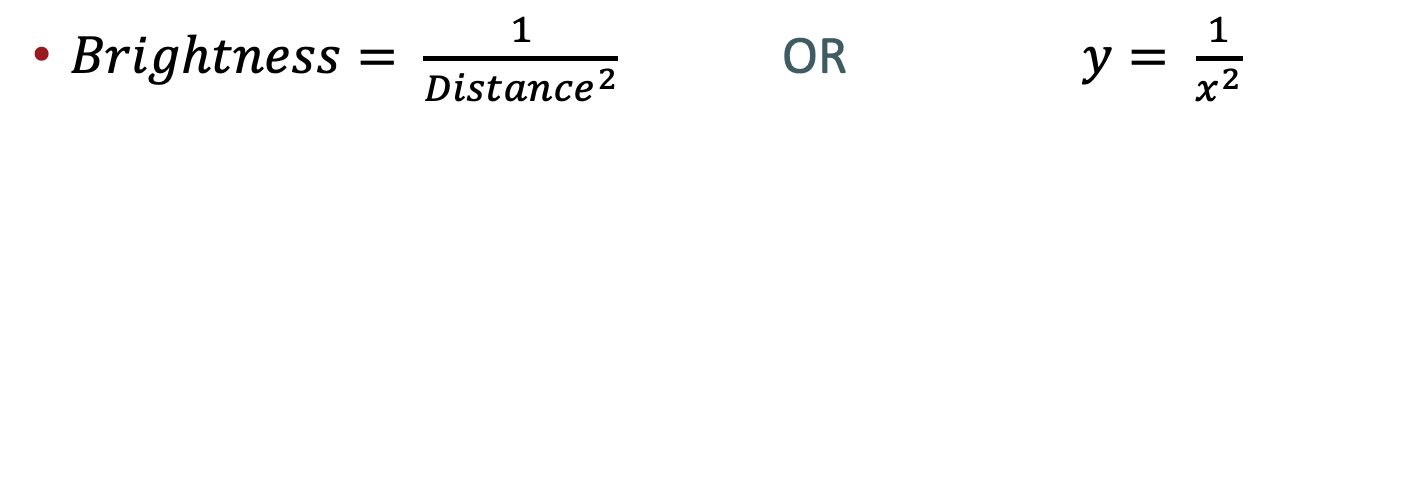 • Brightness = 1/Distance² OR y = 1/x²